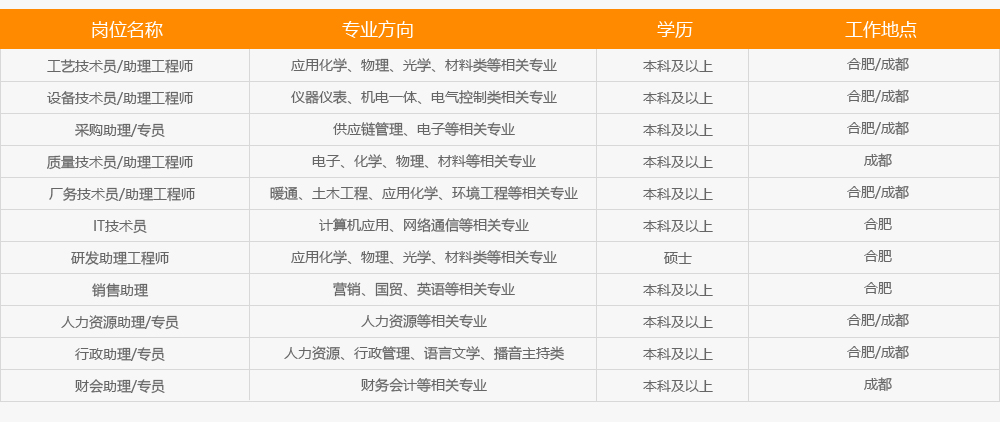 岗位名称 专业方向 学历 工作地点
工艺技术员/助理工程师 应用化学、物理、光学、材料类等相关专业 本科及以上 合肥/成都
设备技术员/助理工程师 仪器仪表、机电一体、电气控制类相关专业 本科及以上 合肥/成都
采购助理/专员 供应链管理、电子等相关专业 本科及以上 合肥/成都
质量技术员/助理工程师 电子、化学、物理、材料等相关专业 本科及以上 成都
厂务技术员/助理工程师 暖通、土木工程、应用化学、环境工程等相关专业 本科及以上 合肥/成都
IT技术员 计算机应用、网络通信等相关专业 本科及以上 合肥
研发助理工程师 应用化学、物理、光学、材料类等相关专业 硕士 合肥
销售助理 营销、国贸、英语等相关专业 本科及以上 合肥
人力资源助理/专员 人力资源等相关专业 本科及以上 合肥/成都
行政助理/专员 人力资源、行政管理、语言文学、播音主持类 本科及以上 合肥/成都
财会助理/专员 财务会计等相关专业 本科及以上 成都